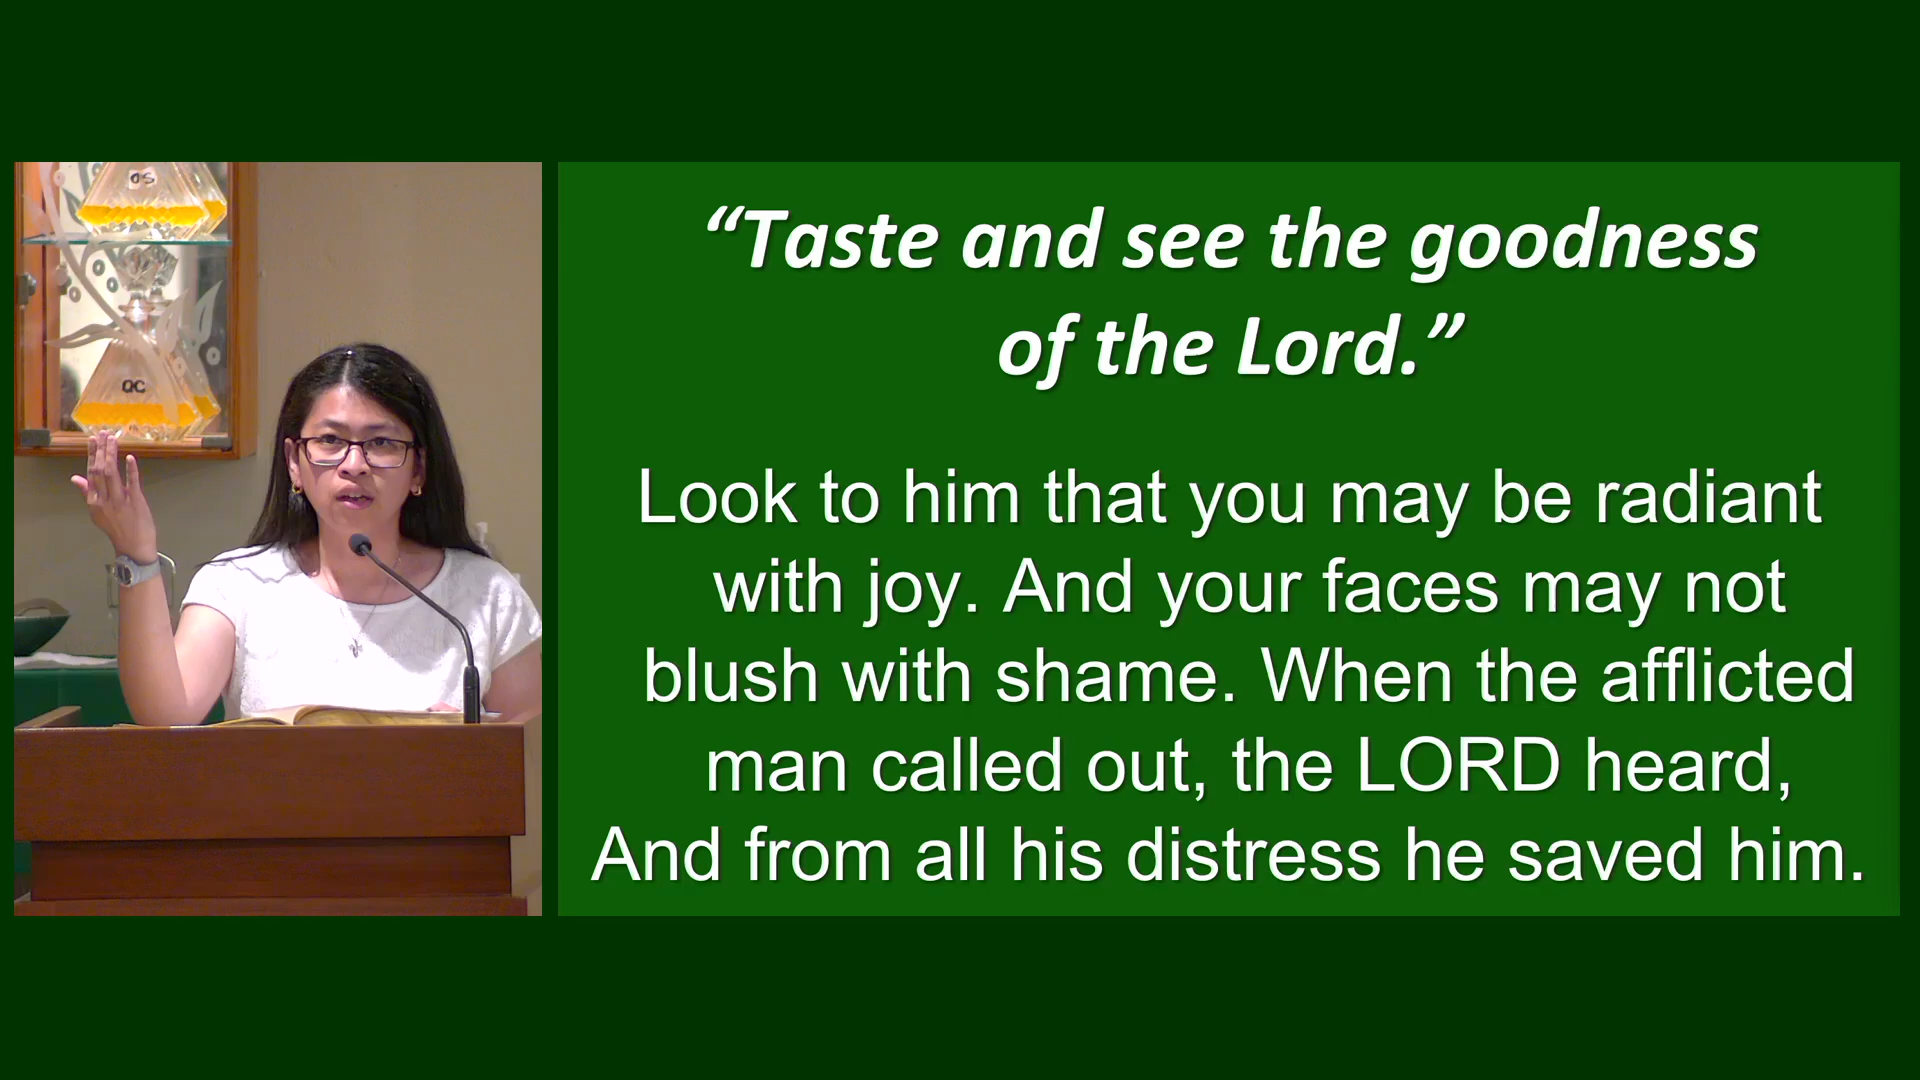 OS
QC
“Taste and see the goodness
of the Lord.”
Look to him that you may be radiant
with joy. And your faces may not
blush with shame. When the afflicted
man called out, the LORD heard,
And from all his distress he saved him.